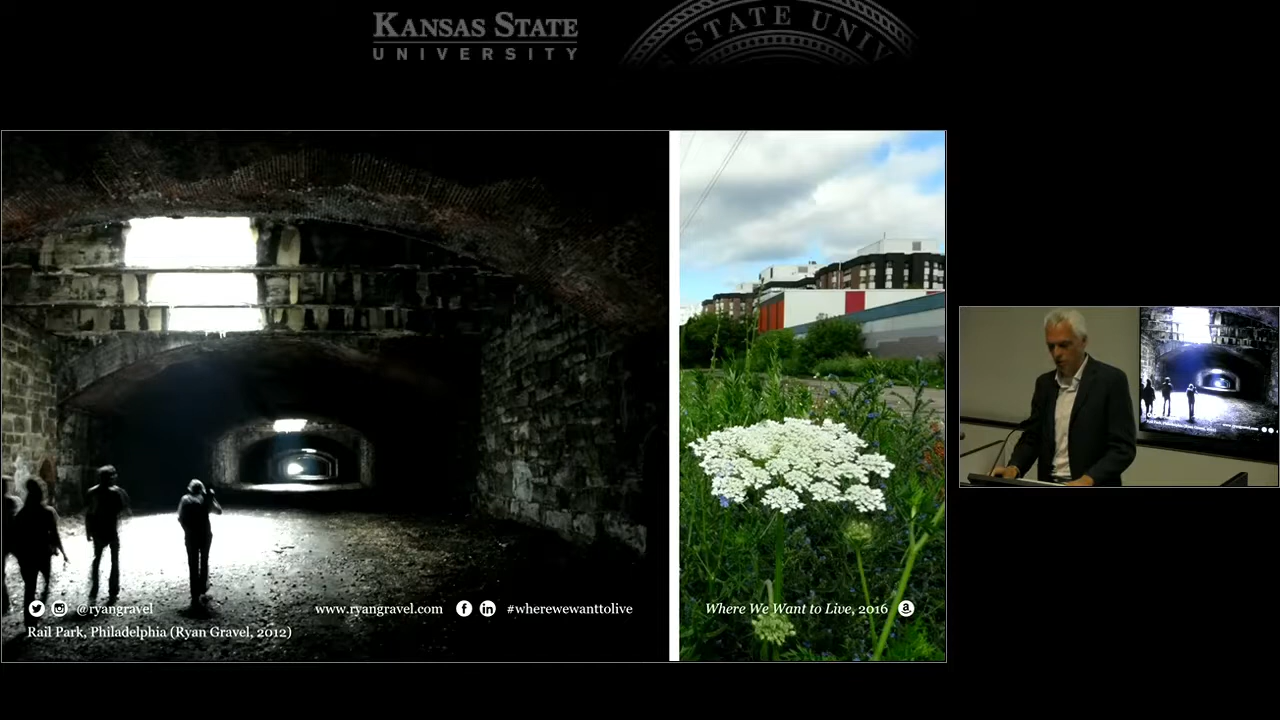 KANSAS STATE
UNIVERSITY
STATE UNIV
@ryangravel
www.ryangravel.com
#wherewewanttolive
Where We Want to Live, 2016
Rail Park, Philadelphia (Ryan Gravel, 2012)